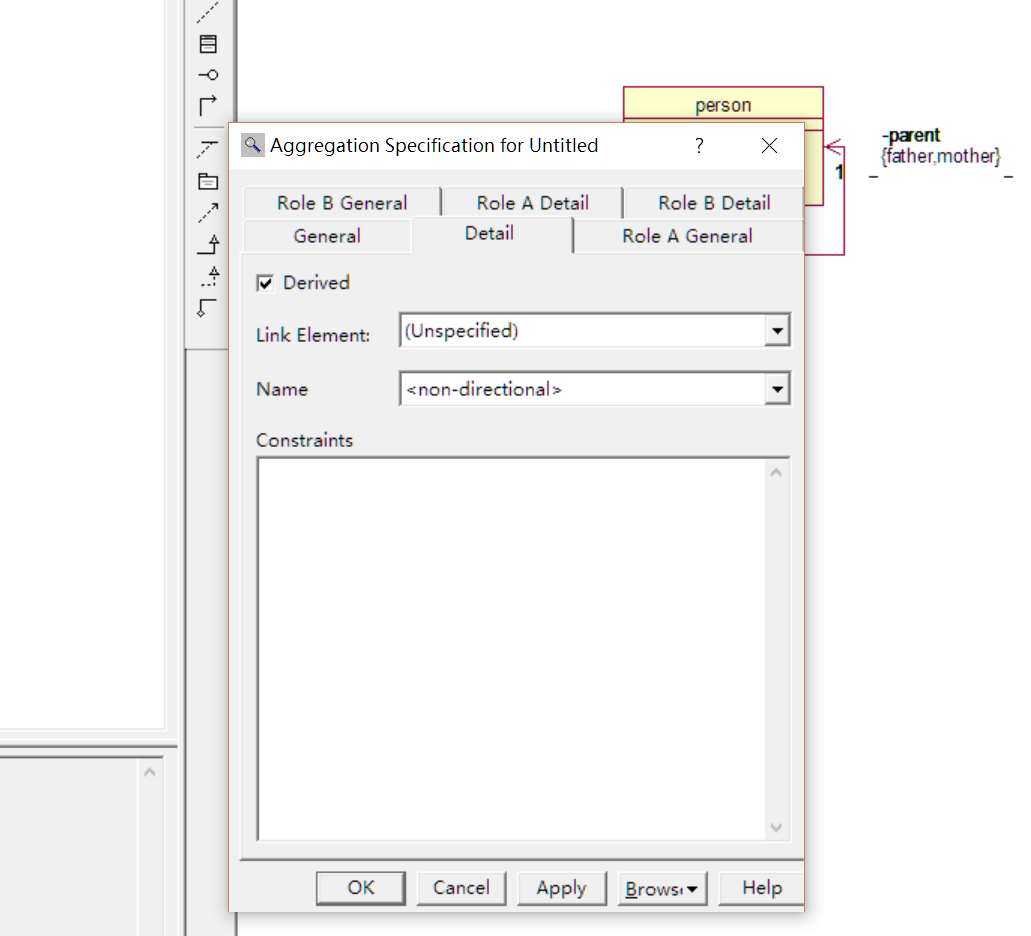 person
-parent
{father,mother}
1
Aggregation Specification for Untitled
?
Role B General
Role A Detail
Role B Detail
General
Detail
Role A General
Derived
Link Element:
(Unspecified)
Name
<non-directional>
Constraints
OK
Cancel
Apply
Brows
Help